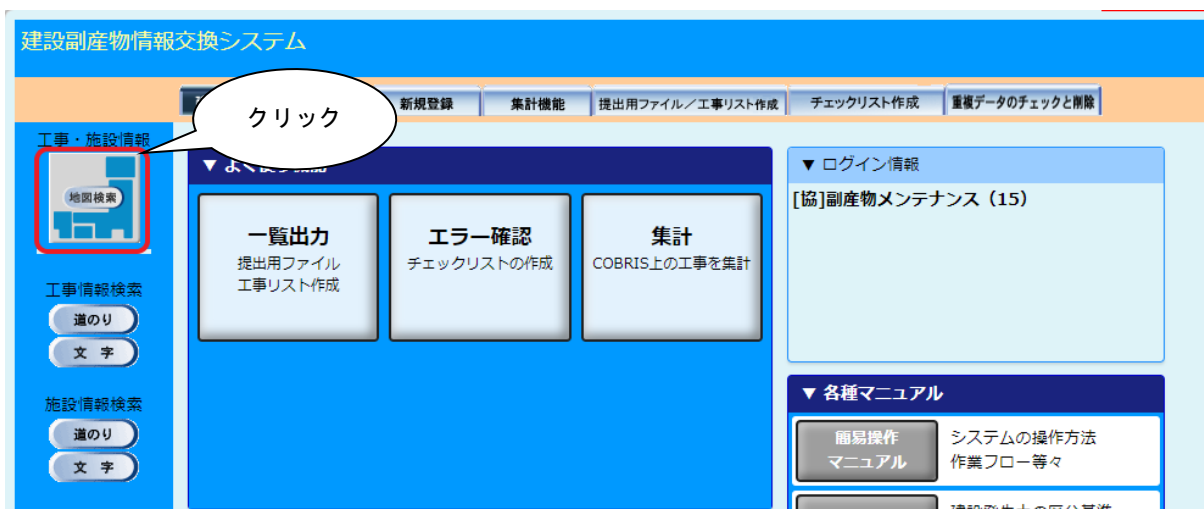 建設副産物情報交換システム
新規登録
集計機能
提出用ファイル／工事リスト作成
チェックリスト作成
重複データのチェックと削除
クリック
工事・施設情報
地図検索
工事情報検索
道のり
文 字
施設情報検索
道のり
文 字
一覧出力
提出用ファイル
工事リスト作成
エラー確認
チェックリストの作成
集計
COBRIS上の工事を集計
▼ ログイン情報
[協]副産物メンテナンス（15）
▼ 各種マニュアル
簡易操作
マニュアル
システムの操作方法
作業フロー等々